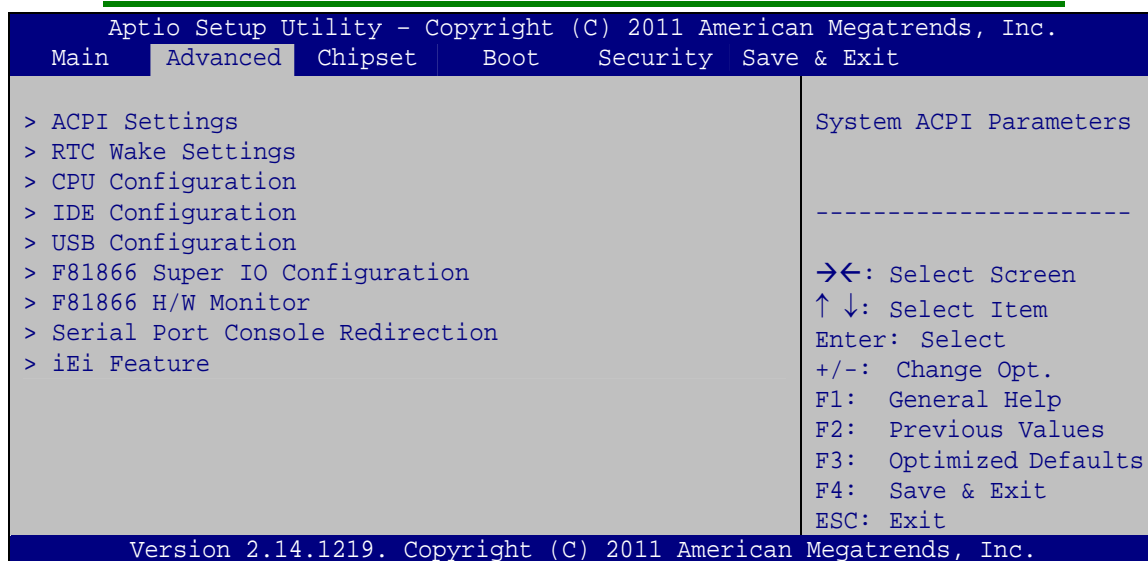 Aptio Setup Utility – Copyright (C) 2011 American Megatrends, Inc.
Main Advanced Chipset Boot Security Save & Exit
> ACPI Settings
> RTC Wake Settings
> CPU Configuration
> IDE Configuration
> USB Configuration
> F81866 Super IO Configuration
> F81866 H/W Monitor
> Serial Port Console Redirection
> iEi Feature
System ACPI Parameters
----------------------
→←: Select Screen
↑ ↓: Select Item
Enter: Select
+/-: Change Opt.
F1: General Help
F2: Previous Values
F3: Optimized Defaults
F4: Save & Exit
ESC: Exit
Version 2.14.1219. Copyright (C) 2011 American Megatrends, Inc.